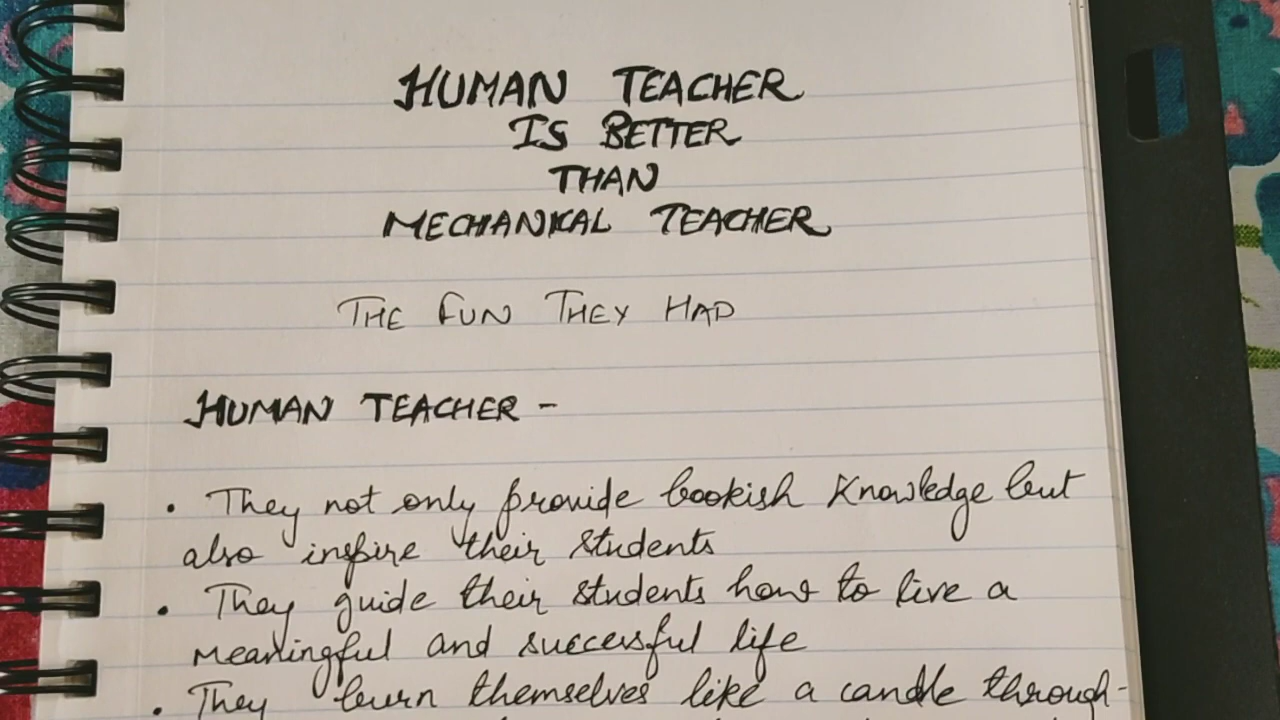 HUMAN TEACHER
IS BETTER
THAN
MECHANICAL TEACHER
THE FUN THEY HAD
HUMAN TEACHER -
• They not only provide bookish knowledge but
also inspire their students
• They guide their students how to live a
meaningful and successful life
• They burn themselves like a candle through-